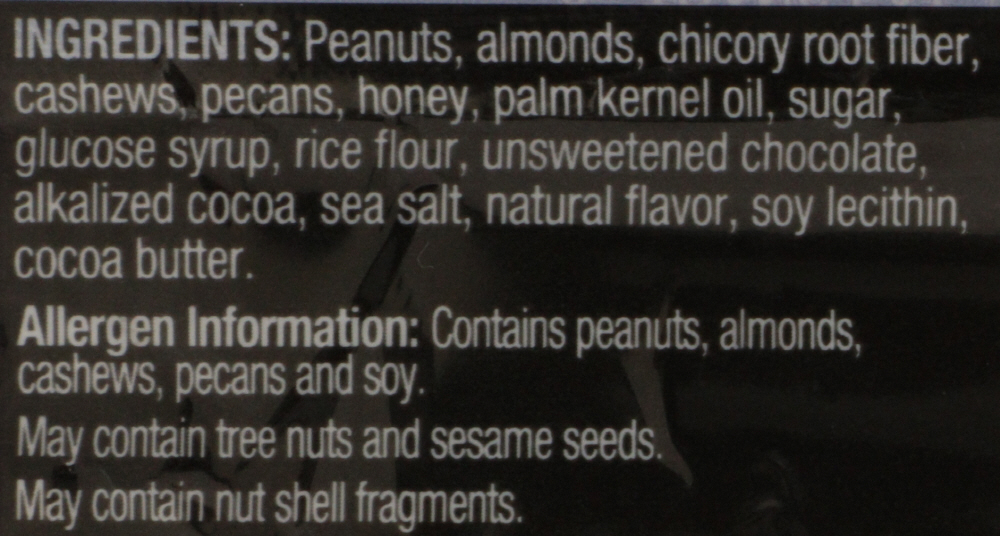 INGREDIENTS: Peanuts, almonds, chicory root fiber,
cashews, pecans, honey, palm kernel oil, sugar,
glucose syrup, rice flour, unsweetened chocolate,
alkalized cocoa, sea salt, natural flavor, soy lecithin,
cocoa butter.
Allergen Information: Contains peanuts, almonds,
cashews, pecans and soy.
May contain tree nuts and sesame seeds.
May contain nut shell fragments.